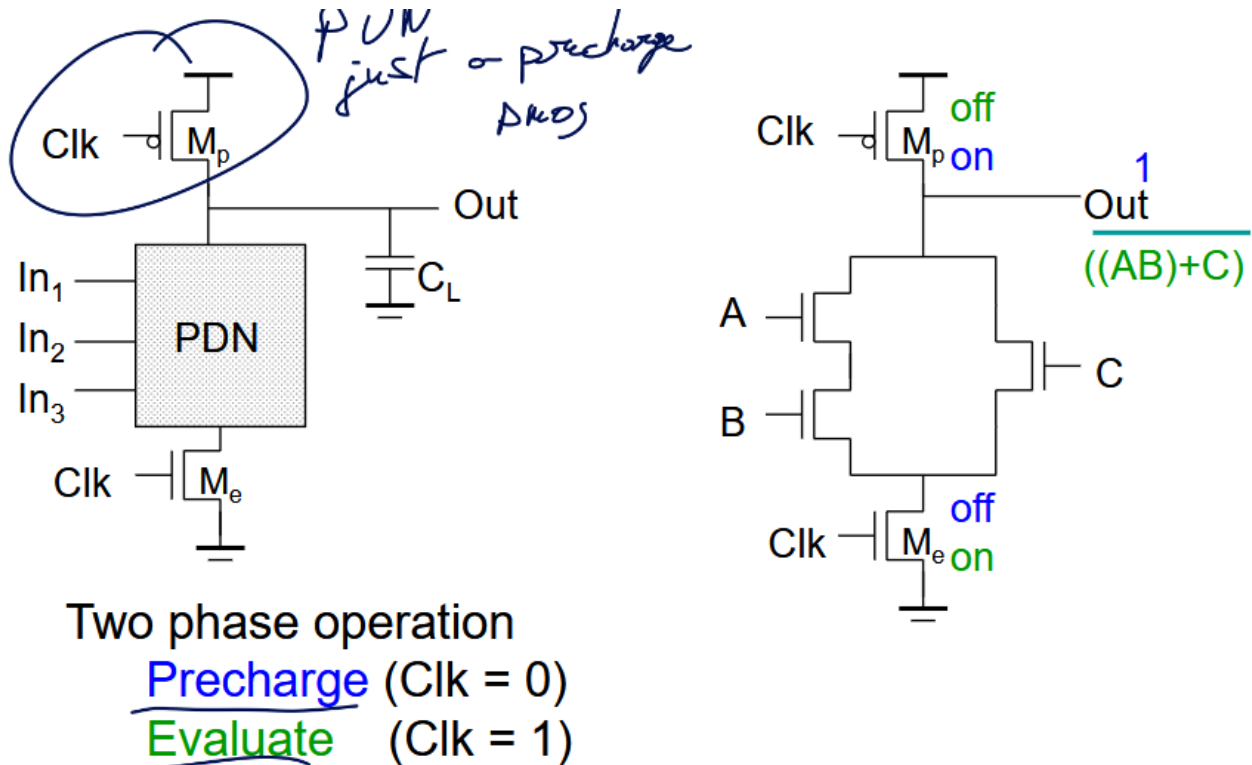 PUN
just a precharge
pmos
Clk
Mp
Out
CL
In1
In2
In3
PDN
Clk
Me
Clk
Mp
off
on
1
Out
((AB)+C)
A
B
C
Clk
Me
off
on
Two phase operation
Precharge (Clk = 0)
Evaluate (Clk = 1)